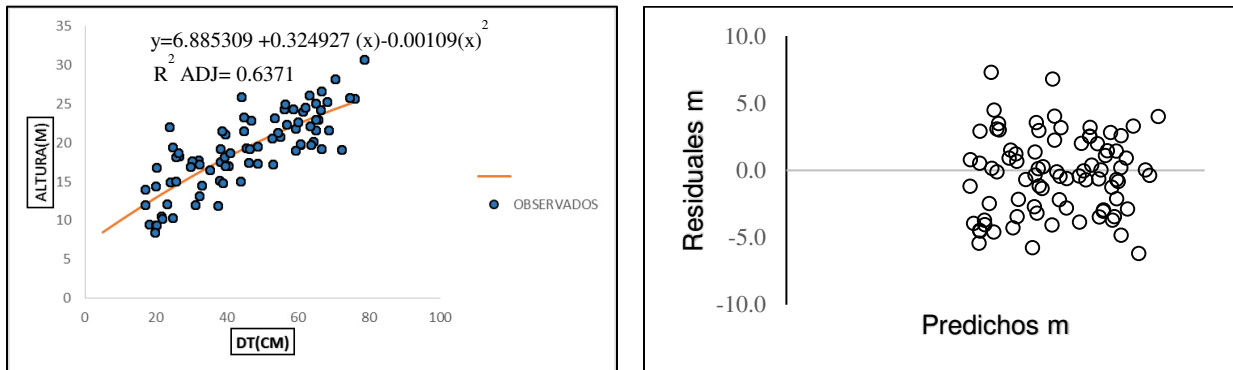 y=6.885309 +0.324927 (x)-0.00109(x)2
R2 ADJ= 0.6371
ALTURA(M)
35
30
25
20
15
10
5
0
0 20 40 60 80 100
DT(CM)
OBSERVADOS
10.0
5.0
0.0
-5.0
-10.0
Residuales m
Predichos m